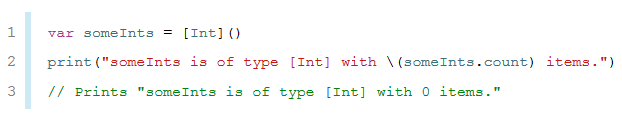 1 var someInts = [Int]()
2 print("someInts is of type [Int] with \(someInts.count) items.")
3 // Prints "someInts is of type [Int] with 0 items."